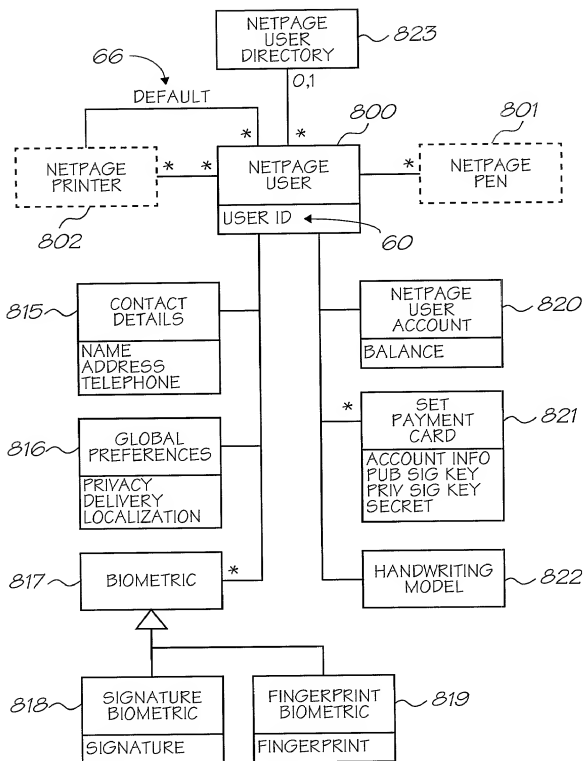 NETPAGE
USER
DIRECTORY
823
66
0,1
DEFAULT
*
*
800
801
NETPAGE
PRINTER
*
*
NETPAGE
USER
*
NETPAGE
PEN
802
USER ID
60
815
CONTACT
DETAILS
NAME
ADDRESS
TELEPHONE
NETPAGE
USER
ACCOUNT
820
BALANCE
816
GLOBAL
PREFERENCES
PRIVACY
DELIVERY
LOCALIZATION
*
SET
PAYMENT
CARD
821
ACCOUNT INFO
PUB SIG KEY
PRIV SIG KEY
SECRET
817
BIOMETRIC
*
HANDWRITING
MODEL
822
818
SIGNATURE
BIOMETRIC
SIGNATURE
FINGERPRINT
BIOMETRIC
819
FINGERPRINT